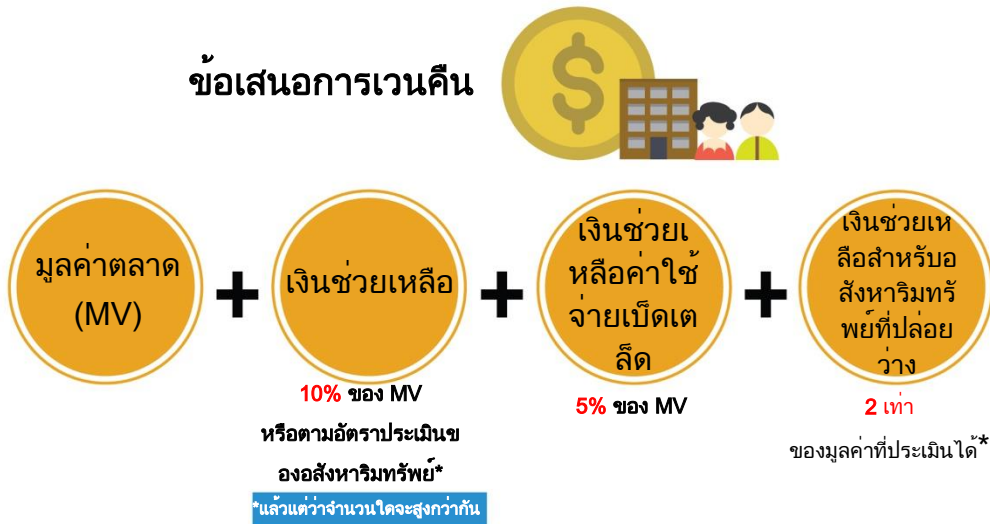 ข้อเสนอการเวนคืน
$
มูลค่าตลาด
(MV)
+
เงินช่วยเหลือ
10% ของ MV
หรือตามอัตราประเมินข
องอสังหาริมทรัพย์*
*แล้วแต่ว่าจำนวนใดจะสูงกว่ากัน
+
เงินช่วยเ
หลือค่าใช้
จ่ายเบ็ดเต
ล็ด
5% ของ MV
+
เงินช่วยเห
ลือสำหรับอ
สังหาริมทรั
พย์ที่ปล่อย
ว่าง
2 เท่า
ของมูลค่าที่ประเมินได้*